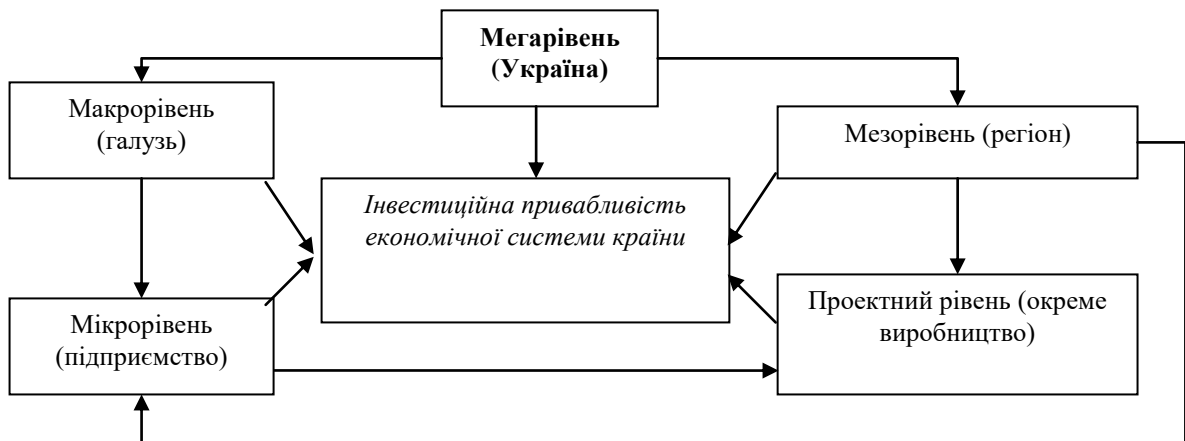 Мегарівень
(Україна)
Макрорівень
(галузь)
Мезорівень (регіон)
Інвестиційна привабливість
економічної системи країни
Мікрорівень
(підприємство)
Проектний рівень (окреме
виробництво)